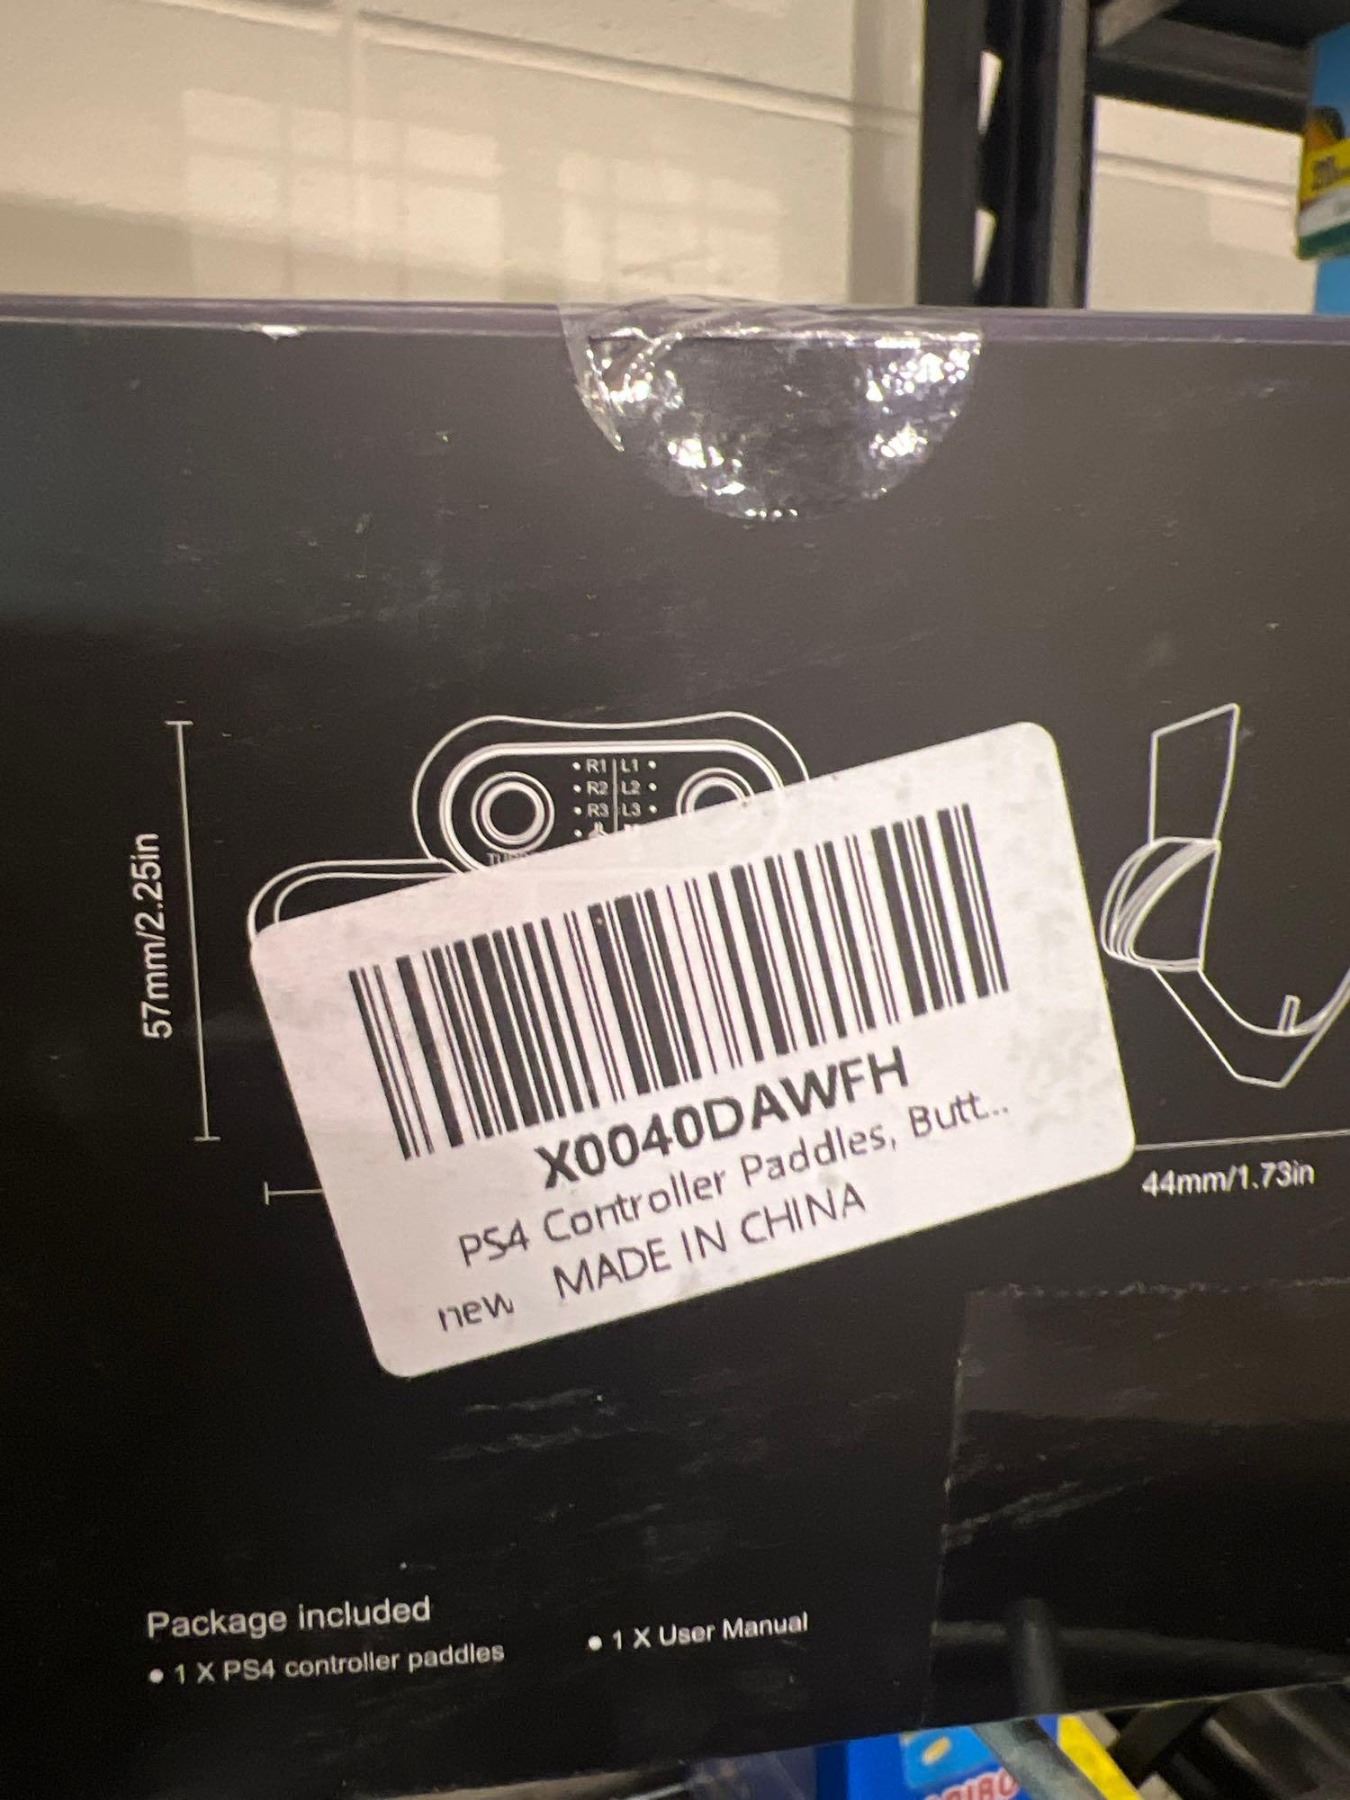 • R1 L1 •
• R2 L2 •
• R3 L3 •
57mm/2.25in
X0040DAWFH
PS4 Controller Paddles, Butt...
new MADE IN CHINA
44mm/1.73in
Package included
• 1 X PS4 controller paddles
• 1 X User Manual